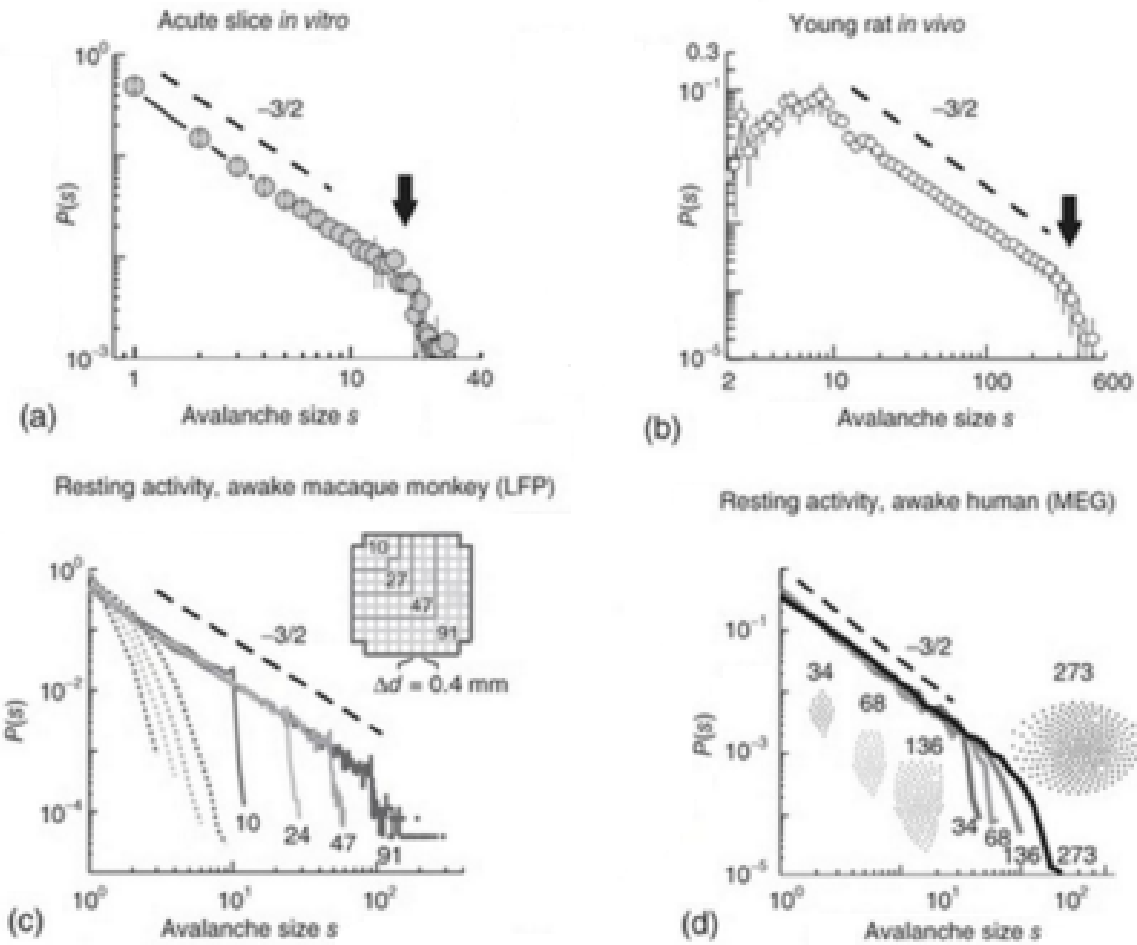 Acute slice in vitro
10^0
-3/2
P(s)
10^-3
1
10
40
Avalanche size s
(a)
Young rat in vivo
0.3
10^-1
-3/2
P(s)
10^-5
2
10
100
600
Avalanche size s
(b)
Resting activity, awake macaque monkey (LFP)
10^0
10
27
47
91
-3/2
Δd = 0.4 mm
10^-2
P(s)
10^-4
10
24
47
91
10^0
10^1
10^2
Avalanche size s
(c)
Resting activity, awake human (MEG)
10^-1
-3/2
34
68
136
273
P(s)
10^-3
34
68
136
273
10^-5
10^0
10^1
10^2
Avalanche size s
(d)